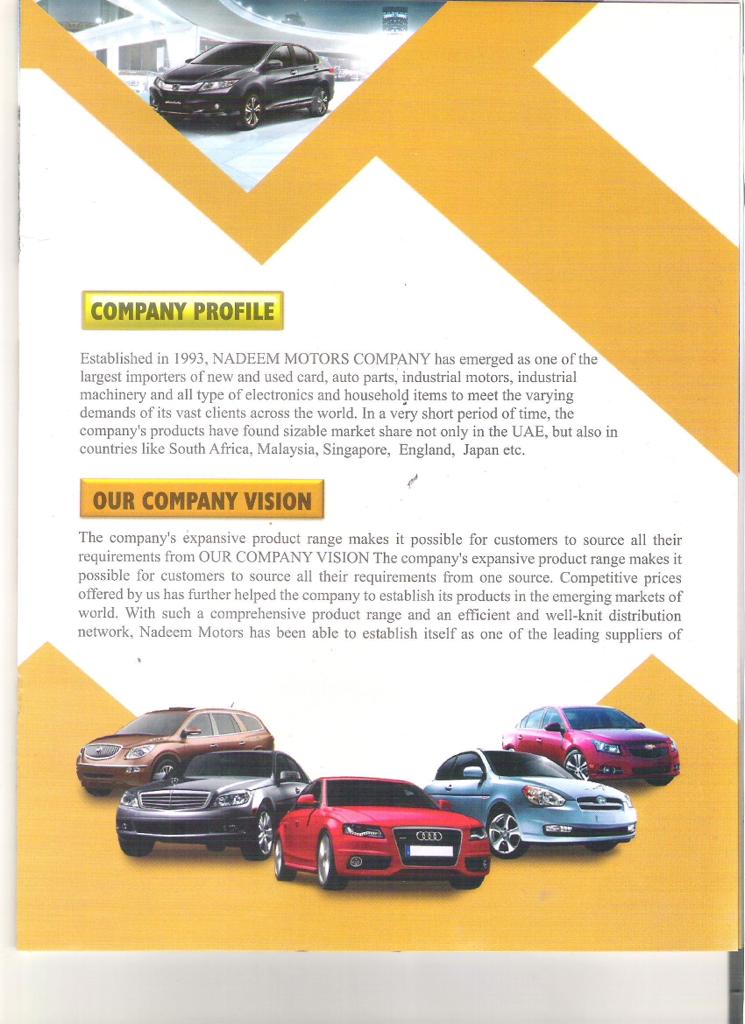 COMPANY PROFILE
Established in 1993, NADEEM MOTORS COMPANY has emerged as one of the
largest importers of new and used card, auto parts, industrial motors, industrial
machinery and all type of electronics and household items to meet the varying
demands of its vast clients across the world. In a very short period of time, the
company's products have found sizable market share not only in the UAE, but also in
countries like South Africa, Malaysia, Singapore, England, Japan etc.
OUR COMPANY VISION
The company's expansive product range makes it possible for customers to source all their
requirements from OUR COMPANY VISION The company's expansive product range makes it
possible for customers to source all their requirements from one source. Competitive prices
offered by us has further helped the company to establish its products in the emerging markets of
world. With such a comprehensive product range and an efficient and well-knit distribution
network, Nadeem Motors has been able to establish itself as one of the leading suppliers of